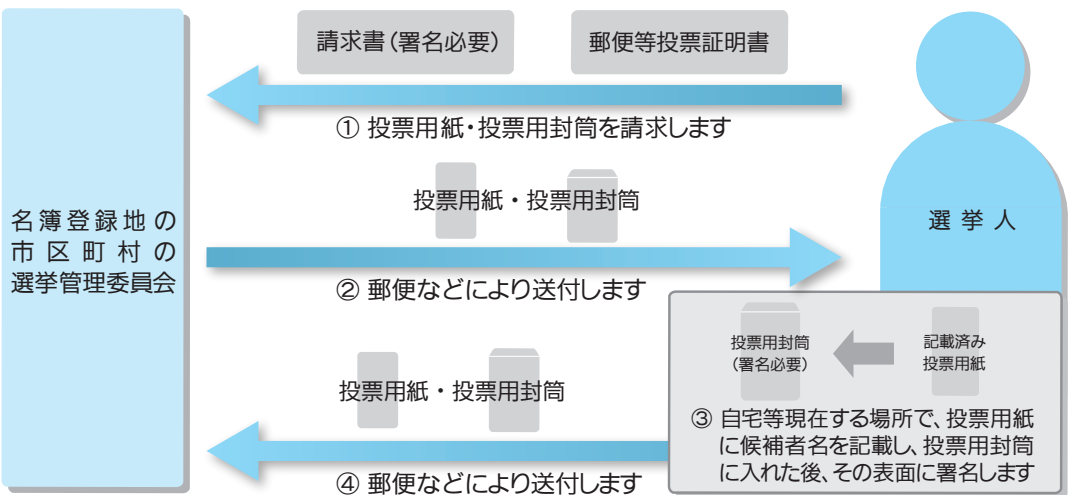 請求書（署名必要）
郵便等投票証明書
① 投票用紙・投票用封筒を請求します
投票用紙・投票用封筒
名簿登録地の
市区町村の
選挙管理委員会
選挙人
② 郵便などにより送付します
投票用封筒
（署名必要）
記載済み
投票用紙
③ 自宅等現在する場所で、投票用紙
に候補者名を記載し、投票用封筒
に入れた後、その表面に署名します
投票用紙・投票用封筒
④ 郵便などにより送付します